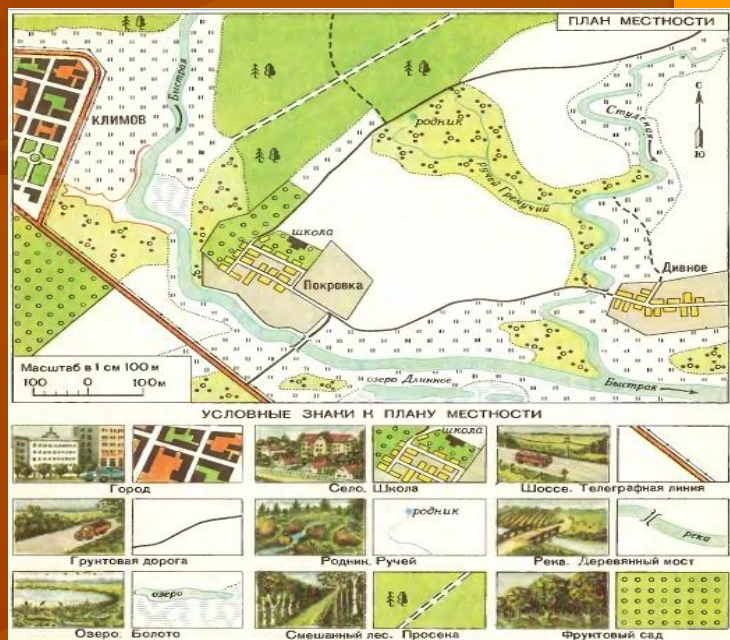 ПЛАН МЕСТНОСТИ
Быстрая
КЛИМОВ
родник
Студеная
С
Ю
ручей Гремучий
школа
Покровка
Дивное
Масштаб в 1 см 100 м
100 0 100м
озеро Длинное
Быстрая
УСЛОВНЫЕ ЗНАКИ К ПЛАНУ МЕСТНОСТИ
школа
Город
Село. Школа
Шоссе. Телеграфная линия
родник
река
Грунтовая дорога
Родник. Ручей
Река. Деревянный мост
озеро
Озеро. Болото
Смешанный лес. Просека
Фруктовый сад